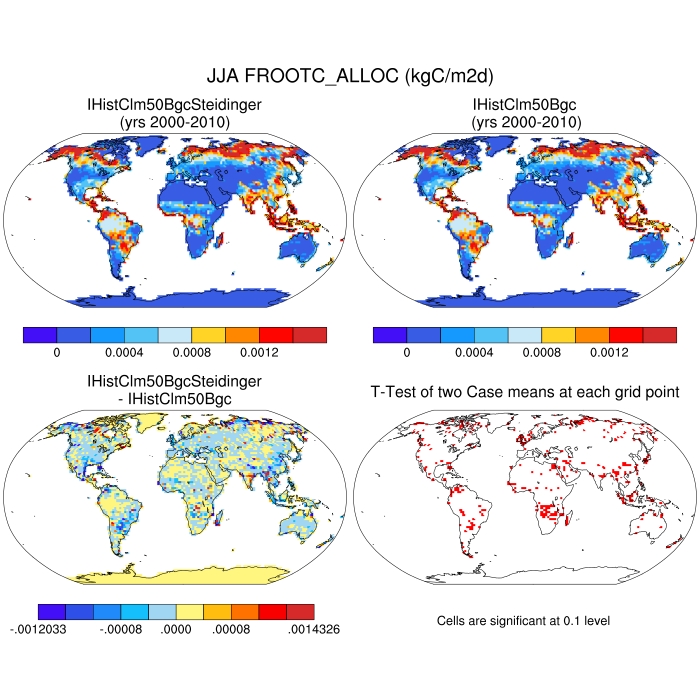 JJA FROOTC_ALLOC (kgC/m2d)
IHistClm50BgcSteidinger
(yrs 2000-2010)
IHistClm50Bgc
(yrs 2000-2010)
0 0.0004 0.0008 0.0012
0 0.0004 0.0008 0.0012
IHistClm50BgcSteidinger
- IHistClm50Bgc
T-Test of two Case means at each grid point
-.0012033 -.00008 .0000 .00008 .0014326
Cells are significant at 0.1 level